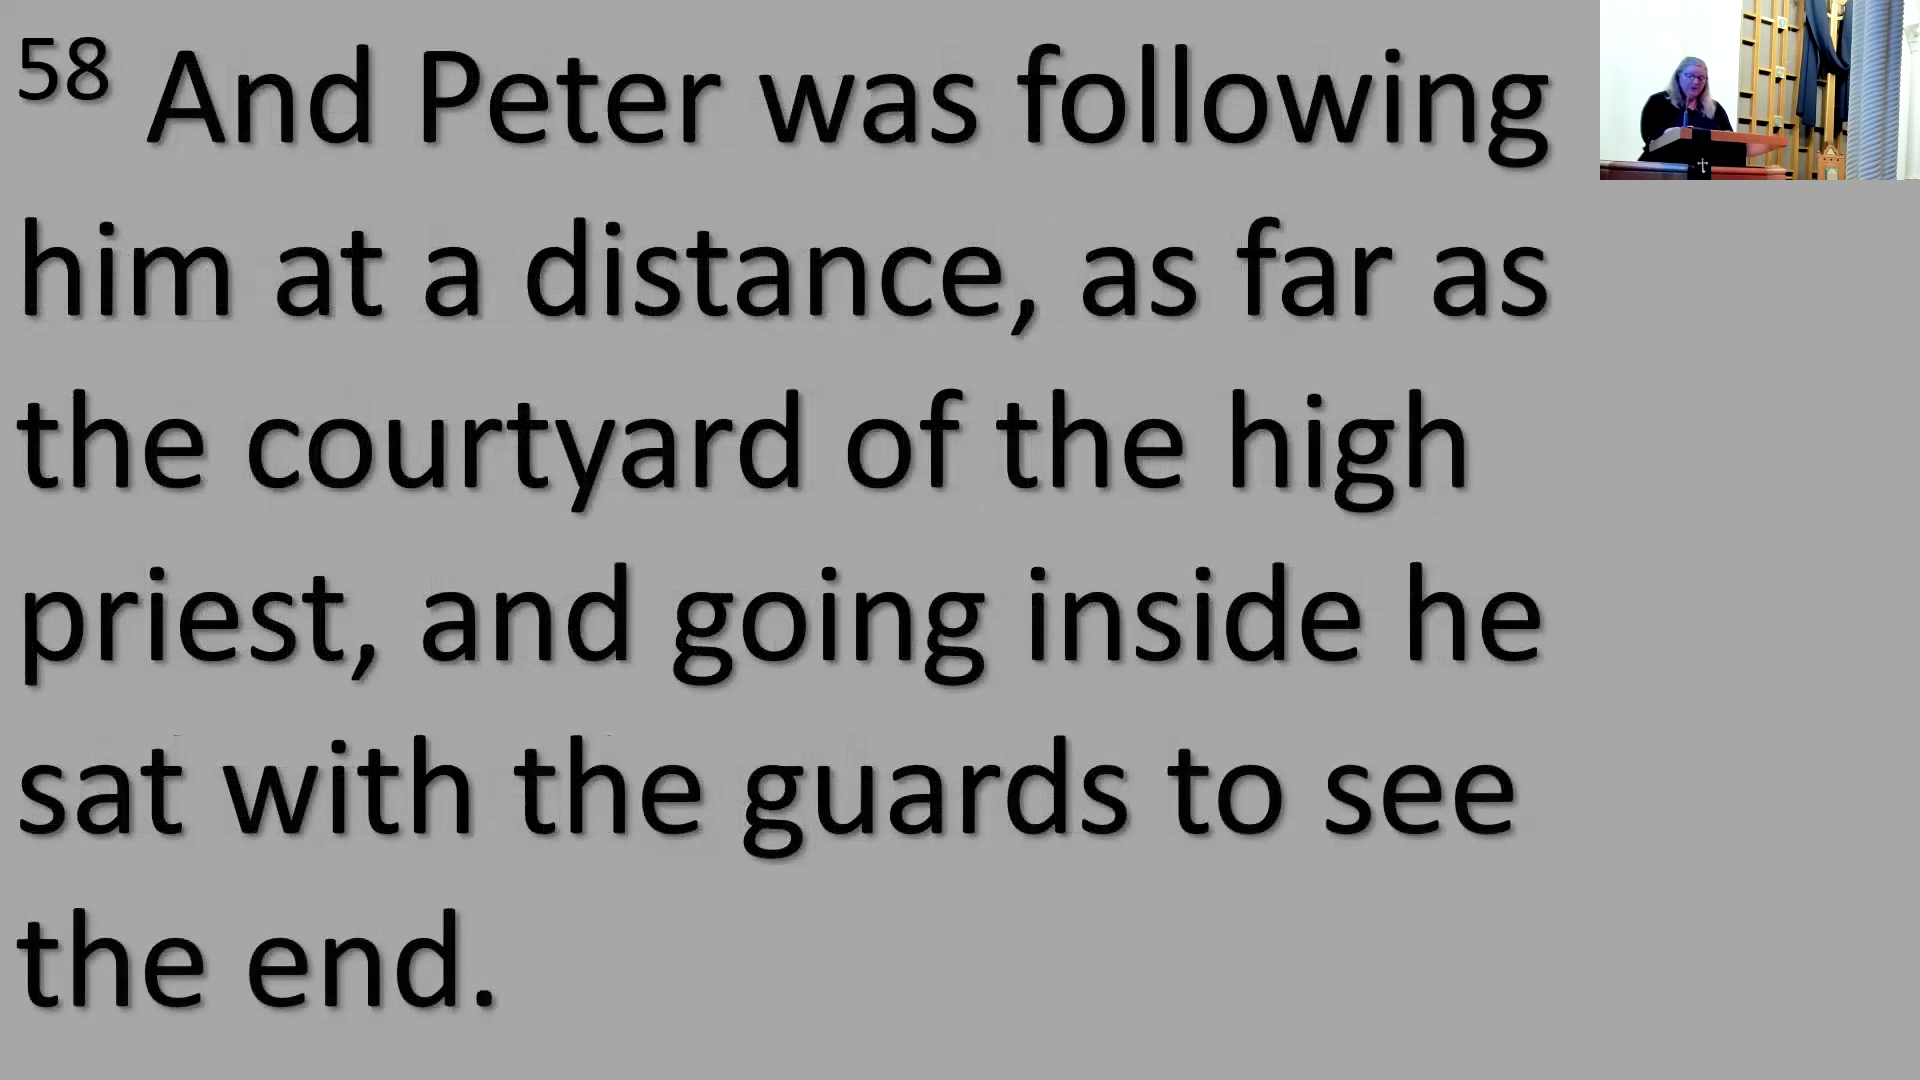 58 And Peter was following
him at a distance, as far as
the courtyard of the high
priest, and going inside he
sat with the guards to see
the end.